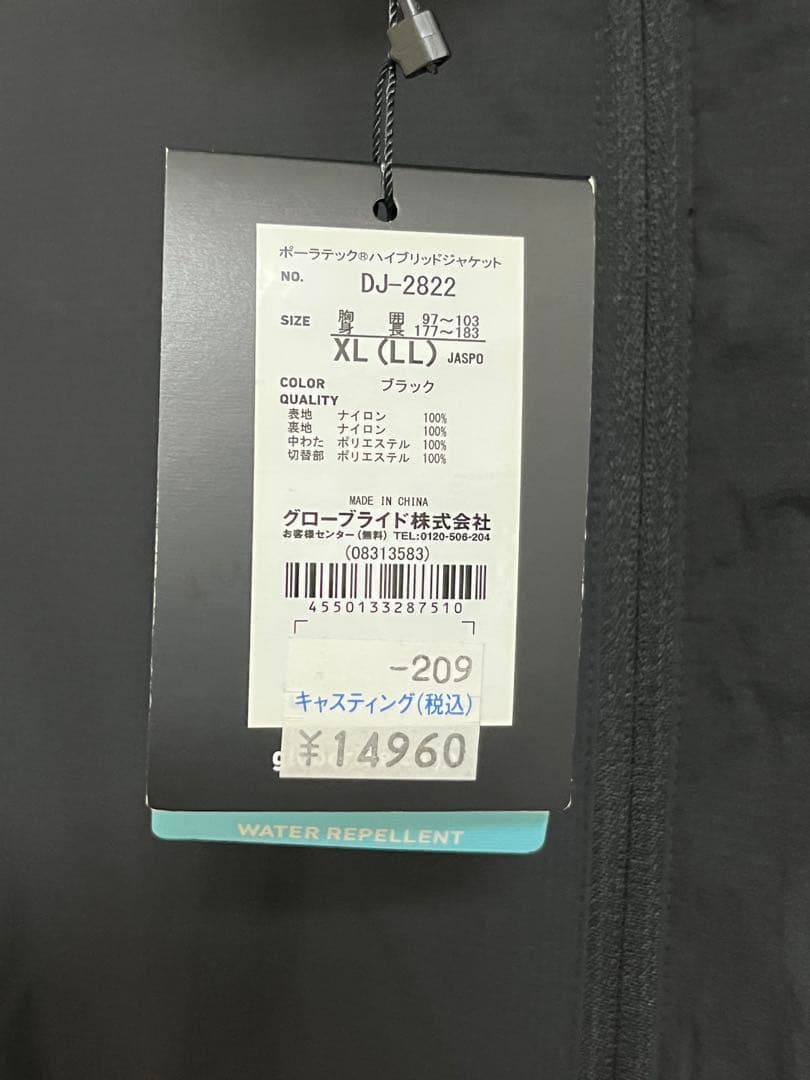 ポーラテック®ハイブリッドジャケット
NO. DJ-2822
SIZE 胸囲 97～103
身長 177～183
XL(LL) JASPO
COLOR ブラック
QUALITY
表地 ナイロン 100%
裏地 ナイロン 100%
中わた ポリエステル 100%
切替部 ポリエステル 100%
MADE IN CHINA
グローブライド株式会社
お客様センター(無料) TEL:0120-506-204
(08313583)
4550133287510
-209
キャスティング(税込)
¥14960
WATER REPELLENT